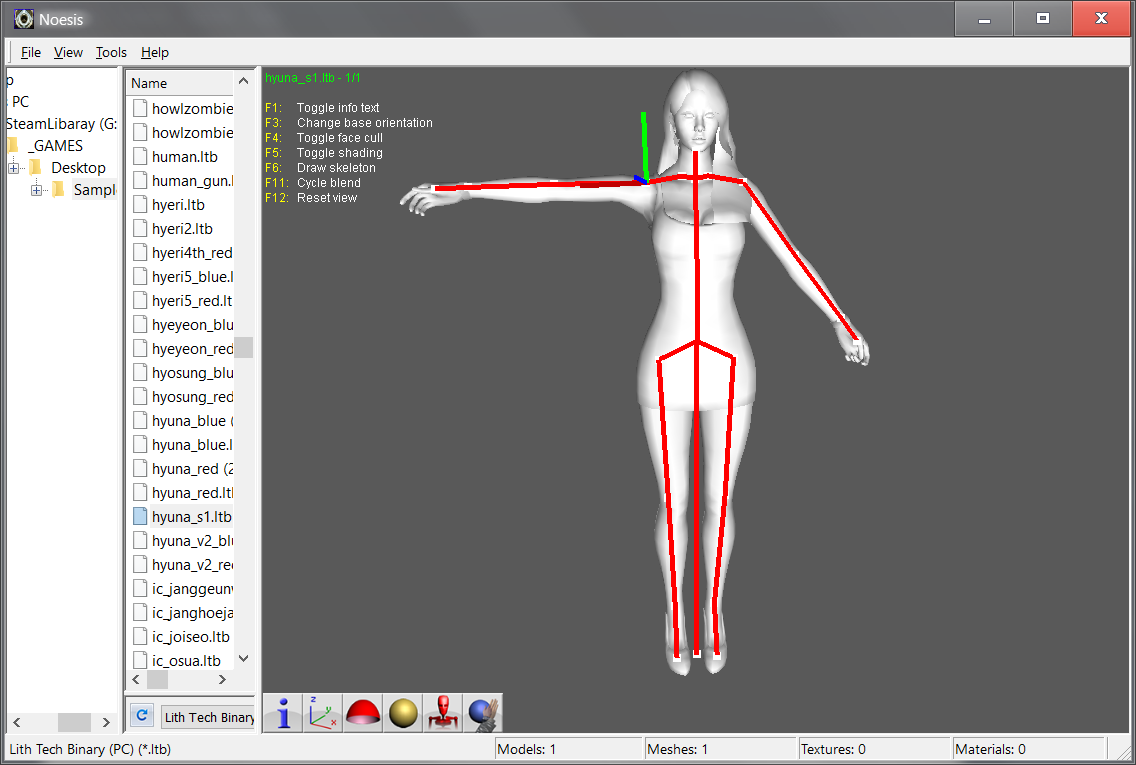 Noesis
File View Tools Help
p
PC
SteamLibaray (G:
_GAMES
Desktop
Sampl
Name
howlzombie
howlzombie
human.ltb
human_gun.l
hyeri.ltb
hyeri2.ltb
hyeri4th_red
hyeri5_blue.l
hyeri5_red.lt
hyeyeon_blu
hyeyeon_red
hyosung_blu
hyosung_red
hyuna_blue (
hyuna_blue.l
hyuna_red (2
hyuna_red.ltl
hyuna_s1.ltb
hyuna_v2_blu
hyuna_v2_red
ic_janggeunw
ic_janghoeja
ic_joiseo.ltb
ic_osua.ltb
Lith Tech Binary
hyuna_s1.ltb - 1/1
F1: Toggle info text
F3: Change base orientation
F4: Toggle face cull
F5: Toggle shading
F6: Draw skeleton
F11: Cycle blend
F12: Reset view
z y x
Lith Tech Binary (PC) (*.ltb)
Models: 1
Meshes: 1
Textures: 0
Materials: 0